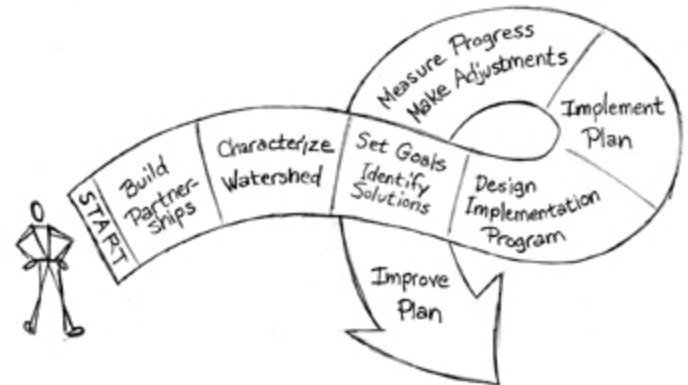 START
Build
Partner-
ships
Characterize
Watershed
Set Goals
Identify
Solutions
Design
Implementation
Program
Implement
Plan
Measure Progress
Make Adjustments
Improve
Plan